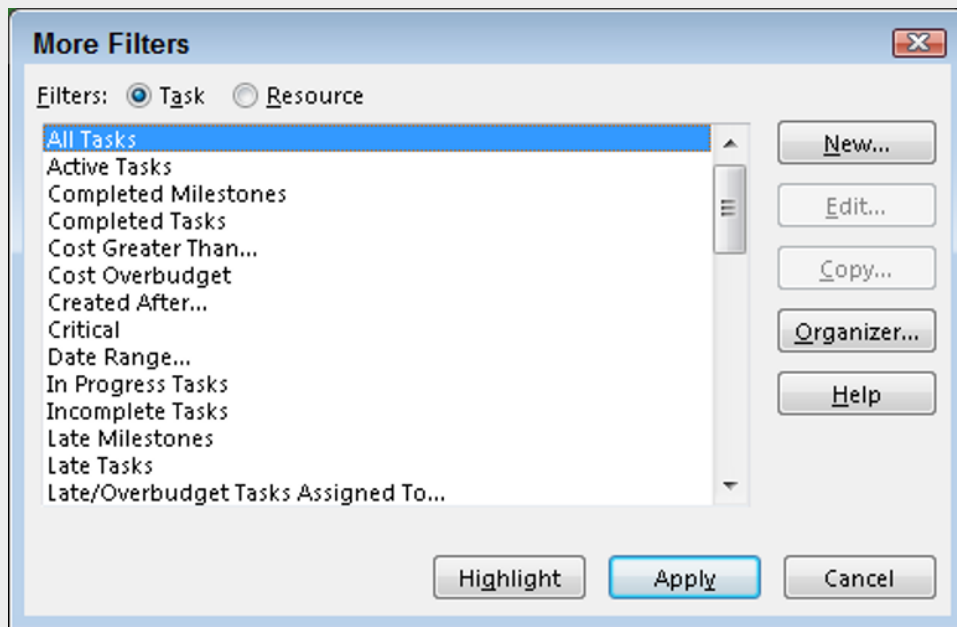 More Filters
Filters: Task Resource
All Tasks
Active Tasks
Completed Milestones
Completed Tasks
Cost Greater Than...
Cost Overbudget
Created After...
Critical
Date Range...
In Progress Tasks
Incomplete Tasks
Late Milestones
Late Tasks
Late/Overbudget Tasks Assigned To...
New...
Edit...
Copy...
Organizer...
Help
Highlight Apply Cancel